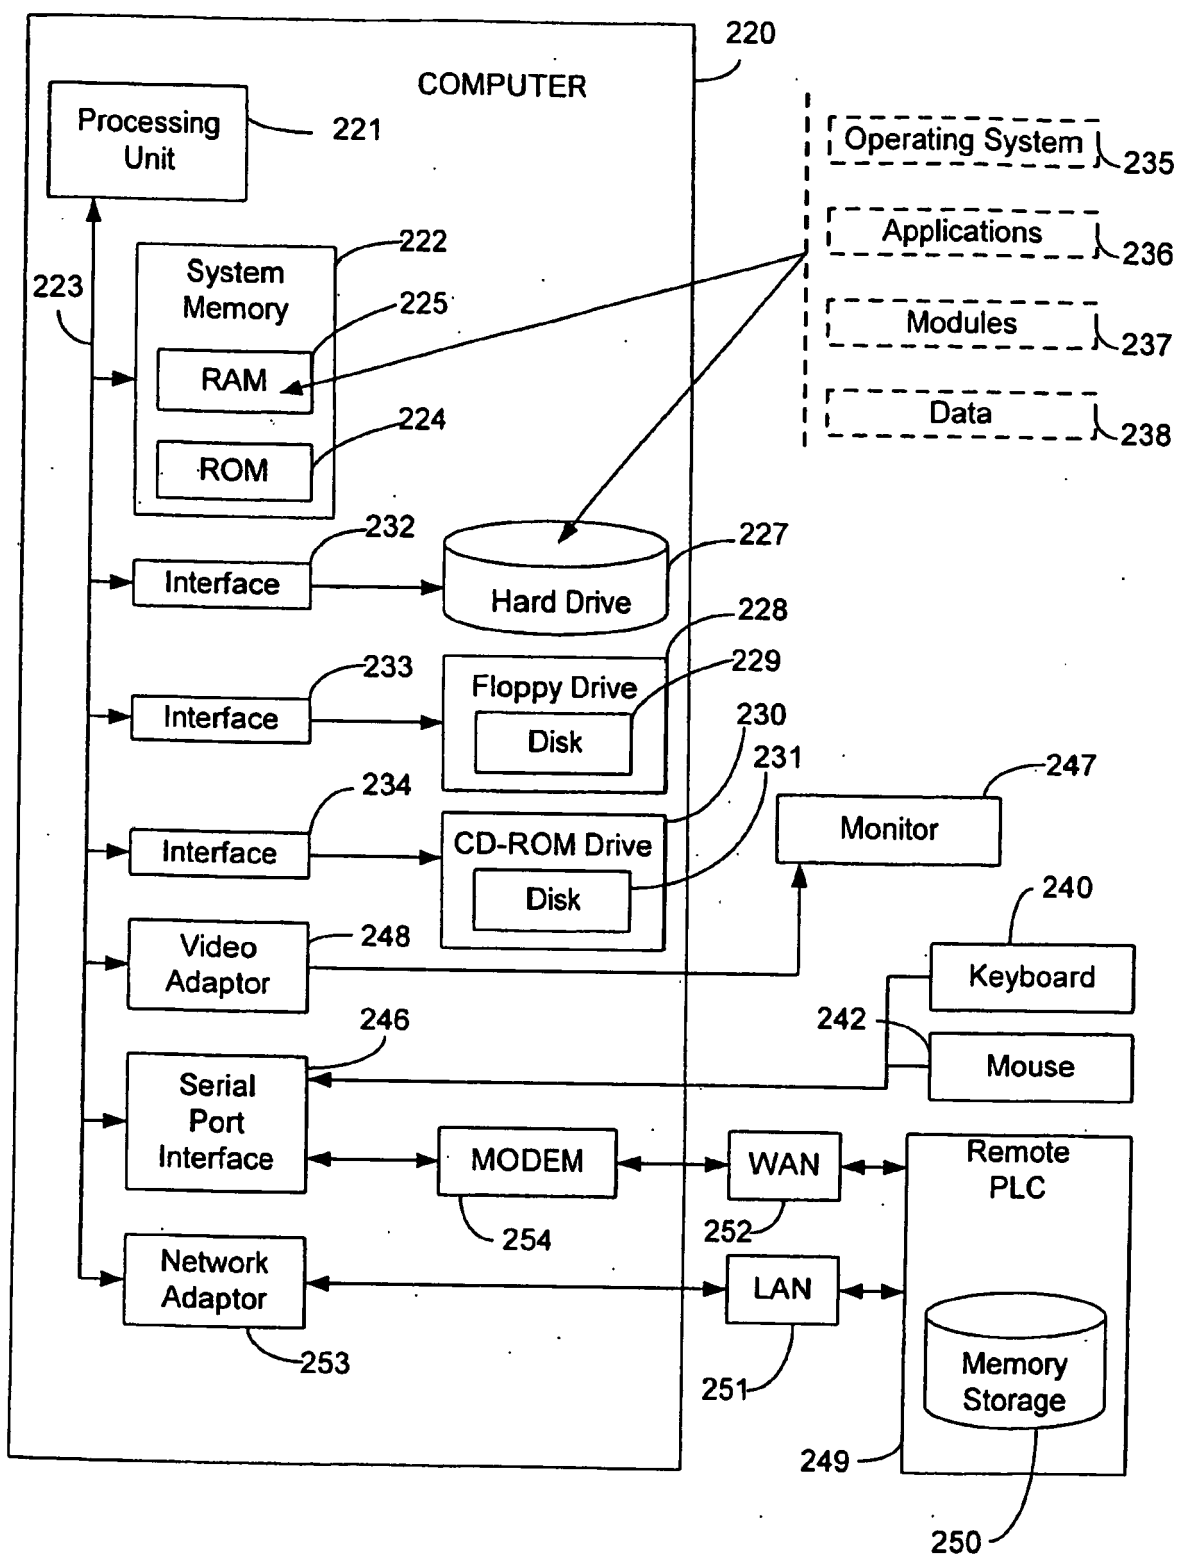 220
COMPUTER
Processing
Unit
221
Operating System
235
222
System
Memory
223
225
Applications
236
RAM
Modules
237
224
ROM
Data
238
232
Interface
227
Hard Drive
228
233
Interface
229
Floppy Drive
Disk
230
231
234
Interface
CD-ROM Drive
Disk
247
Monitor
Video
Adaptor
248
240
Keyboard
246
242
Mouse
Serial
Port
Interface
MODEM
254
WAN
252
Remote
PLC
Network
Adaptor
253
LAN
251
Memory
Storage
249
250